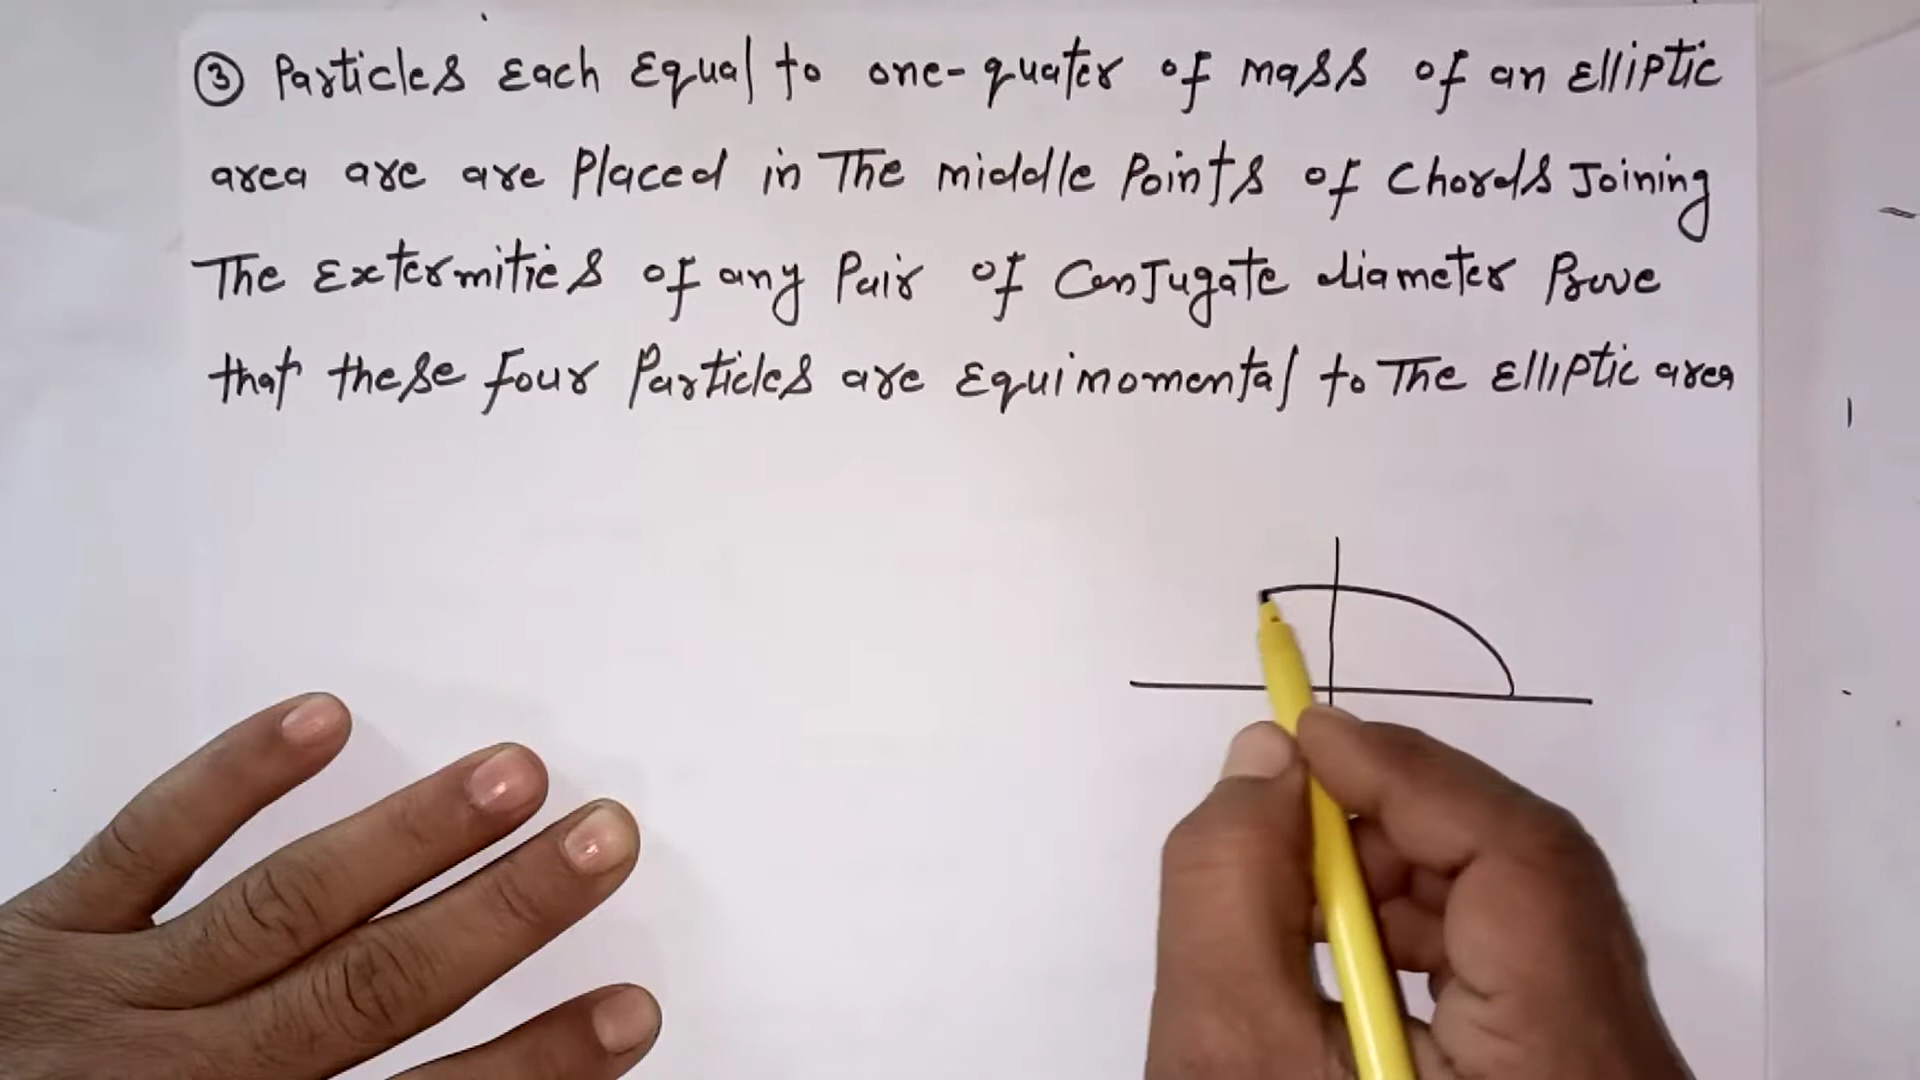 ③ Particles Each Equal to one-quater of mass of an Elliptic
area are are Placed in The middle Points of Chords Joining
The Extermities of any Pair of Conjugate diameter Prove
that these four Particles are Equimomental to The Elliptic area